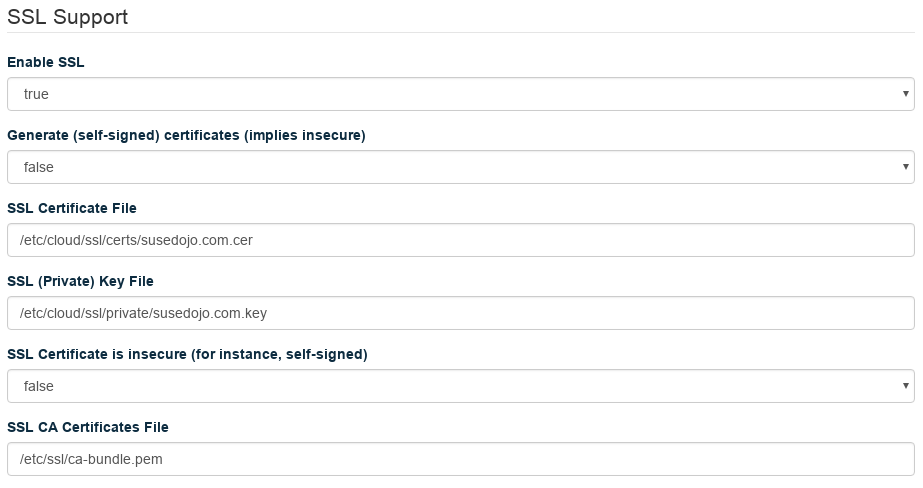 SSL Support
Enable SSL
true
Generate (self-signed) certificates (implies insecure)
false
SSL Certificate File
/etc/cloud/ssl/certs/susedojo.com.cer
SSL (Private) Key File
/etc/cloud/ssl/private/susedojo.com.key
SSL Certificate is insecure (for instance, self-signed)
false
SSL CA Certificates File
/etc/ssl/ca-bundle.pem